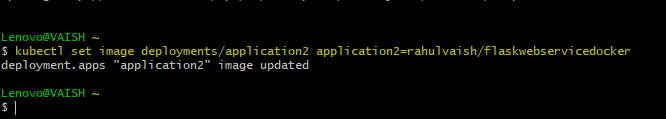 Lenovo@VAISH ~
$ kubectl set image deployments/application2 application2=rahulvaish/flaskwebservicedocker
deployment.apps "application2" image updated
Lenovo@VAISH ~
$